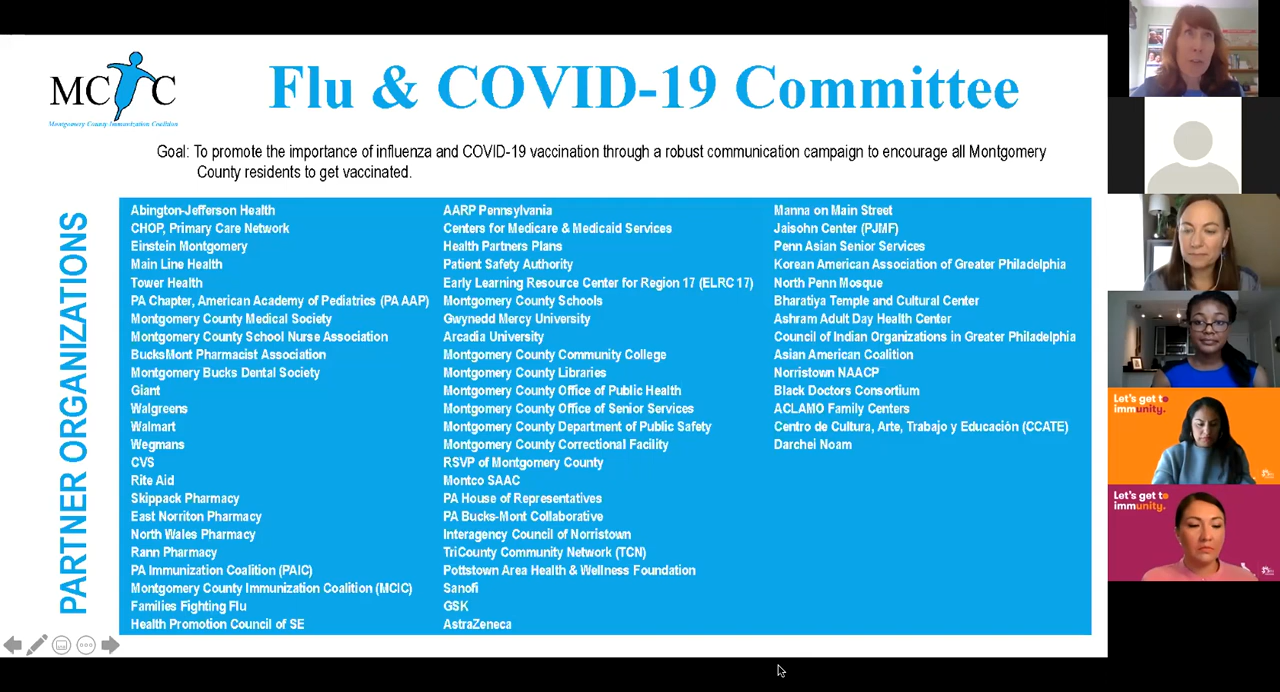 MCIC
Montgomery County Immunization Coalition
Flu & COVID-19 Committee
Goal: To promote the importance of influenza and COVID-19 vaccination through a robust communication campaign to encourage all Montgomery
County residents to get vaccinated.
PARTNER ORGANIZATIONS
Abington-Jefferson Health
CHOP, Primary Care Network
Einstein Montgomery
Main Line Health
Tower Health
PA Chapter, American Academy of Pediatrics (PA AAP)
Montgomery County Medical Society
Montgomery County School Nurse Association
BucksMont Pharmacist Association
Montgomery Bucks Dental Society
Giant
Walgreens
Walmart
Wegmans
CVS
Rite Aid
Skippack Pharmacy
East Norriton Pharmacy
North Wales Pharmacy
Rann Pharmacy
PA Immunization Coalition (PAIC)
Montgomery County Immunization Coalition (MCIC)
Families Fighting Flu
Health Promotion Council of SE
AARP Pennsylvania
Centers for Medicare & Medicaid Services
Health Partners Plans
Patient Safety Authority
Early Learning Resource Center for Region 17 (ELRC 17)
Montgomery County Schools
Gwynedd Mercy University
Arcadia University
Montgomery County Community College
Montgomery County Libraries
Montgomery County Office of Public Health
Montgomery County Office of Senior Services
Montgomery County Department of Public Safety
Montgomery County Correctional Facility
RSVP of Montgomery County
Montco SAAC
PA House of Representatives
PA Bucks-Mont Collaborative
Interagency Council of Norristown
TriCounty Community Network (TCN)
Pottstown Area Health & Wellness Foundation
Sanofi
GSK
AstraZeneca
Manna on Main Street
Jaisohn Center (PJMF)
Penn Asian Senior Services
Korean American Association of Greater Philadelphia
North Penn Mosque
Bharatiya Temple and Cultural Center
Ashram Adult Day Health Center
Council of Indian Organizations in Greater Philadelphia
Asian American Coalition
Norristown NAACP
Black Doctors Consortium
ACLAMO Family Centers
Centro de Cultura, Arte, Trabajo y Educación (CCATE)
Darchei Noam
Let's get to
immunity.
Let's get to
immunity.